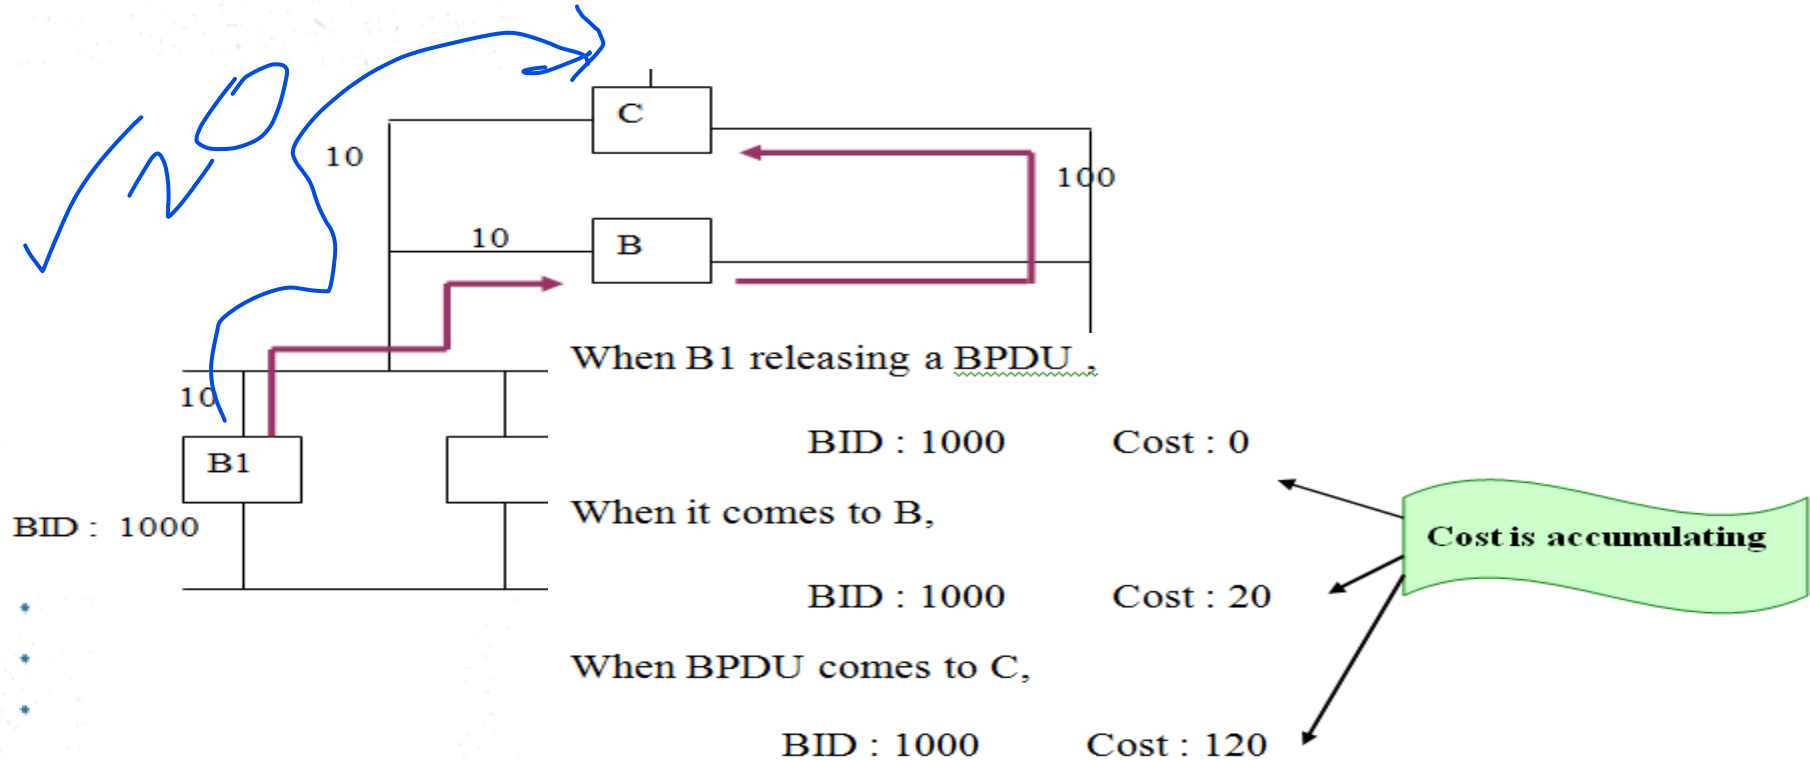 20
C
10
100
10
B
When B1 releasing a BPDU ,
10
BID : 1000 Cost : 0
B1
When it comes to B,
BID : 1000
Cost is accumulating
BID : 1000 Cost : 20
When BPDU comes to C,
BID : 1000 Cost : 120